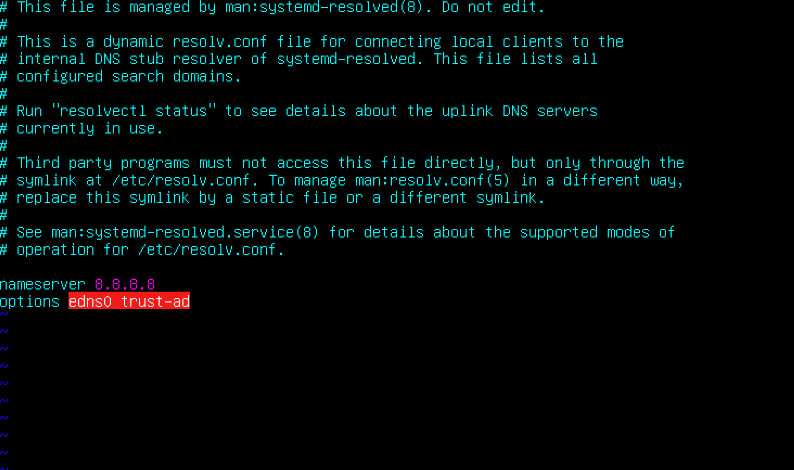 # This file is managed by man:systemd-resolved(8). Do not edit.
#
# This is a dynamic resolv.conf file for connecting local clients to the
# internal DNS stub resolver of systemd-resolved. This file lists all
# configured search domains.
#
# Run "resolvectl status" to see details about the uplink DNS servers
# currently in use.
#
# Third party programs must not access this file directly, but only through the
# symlink at /etc/resolv.conf. To manage man:resolv.conf(5) in a different way,
# replace this symlink by a static file or a different symlink.
#
# See man:systemd-resolved.service(8) for details about the supported modes of
# operation for /etc/resolv.conf.

nameserver 8.8.8.8
options edns0 trust-ad
~
~
~
~
~
~
~
~
~
~